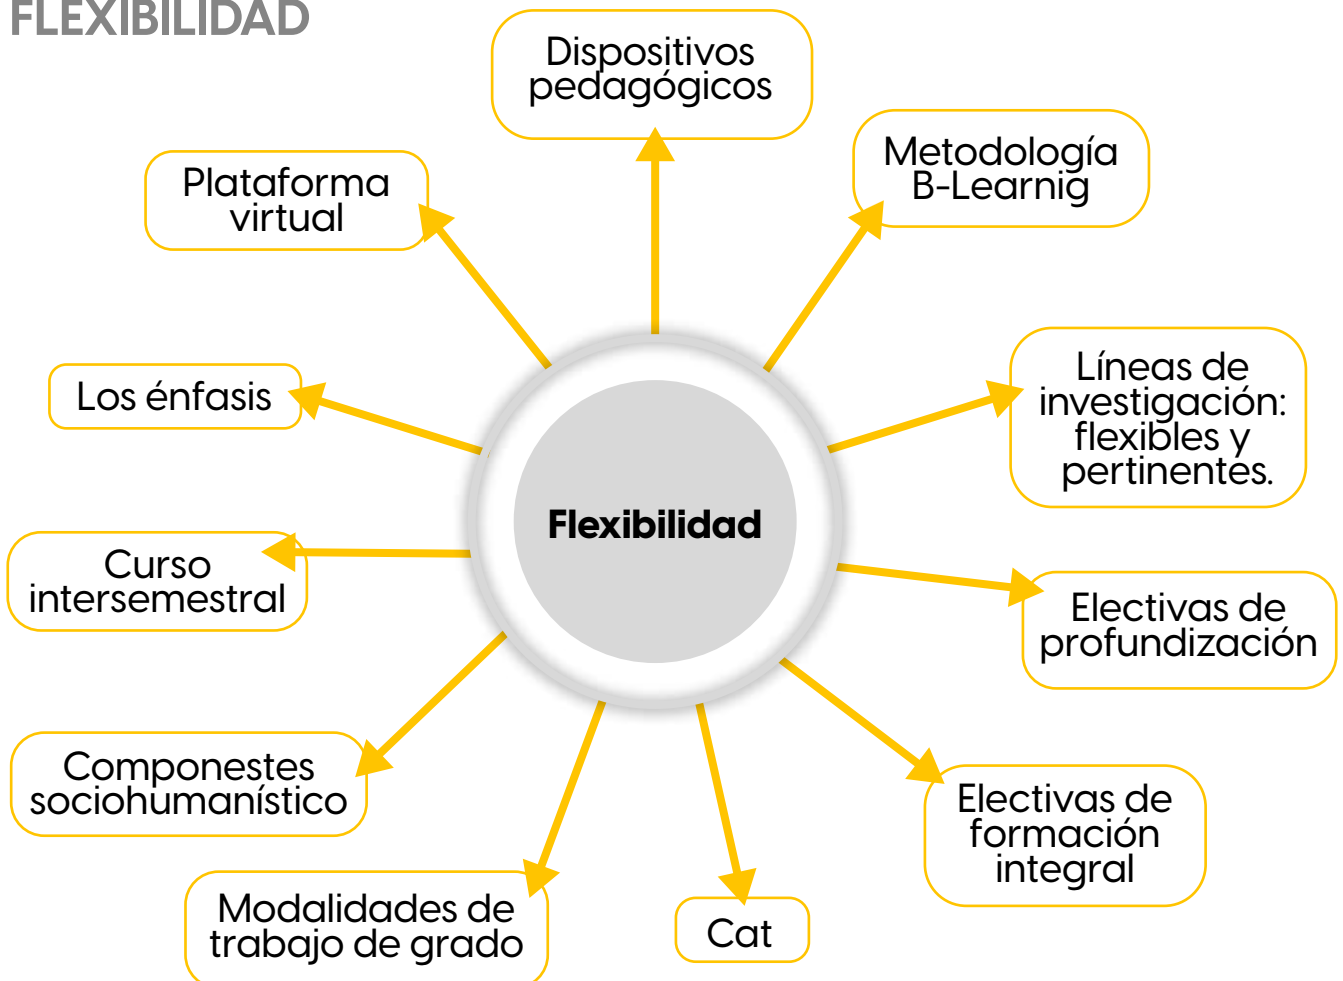 FLEXIBILIDAD
Dispositivos
pedagógicos
Metodología
B-Learnig
Plataforma
virtual
Líneas de
investigación:
flexibles y
pertinentes.
Los énfasis
Flexibilidad
Curso
intersemestral
Electivas de
profundización
Componestes
sociohumanístico
Electivas de
formación
integral
Modalidades de
trabajo de grado
Cat